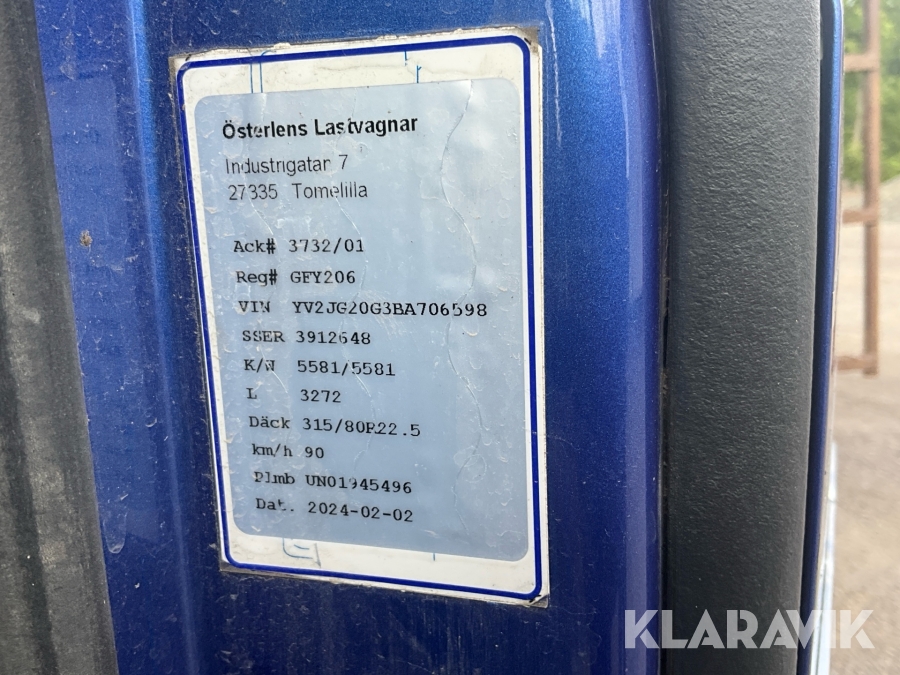 Österlens Lastvagnar
Industrigatan 7
27335 Tomelilla
Ack# 3732/01
Reg# GFY206
VIN YV2JG20G3BA706598
SSER 3912648
K/W 5581/5581
L 3272
Däck 315/80R22.5
km/h 90
Plmb UN01945496
Dat. 2024-02-02
KLARAVIK